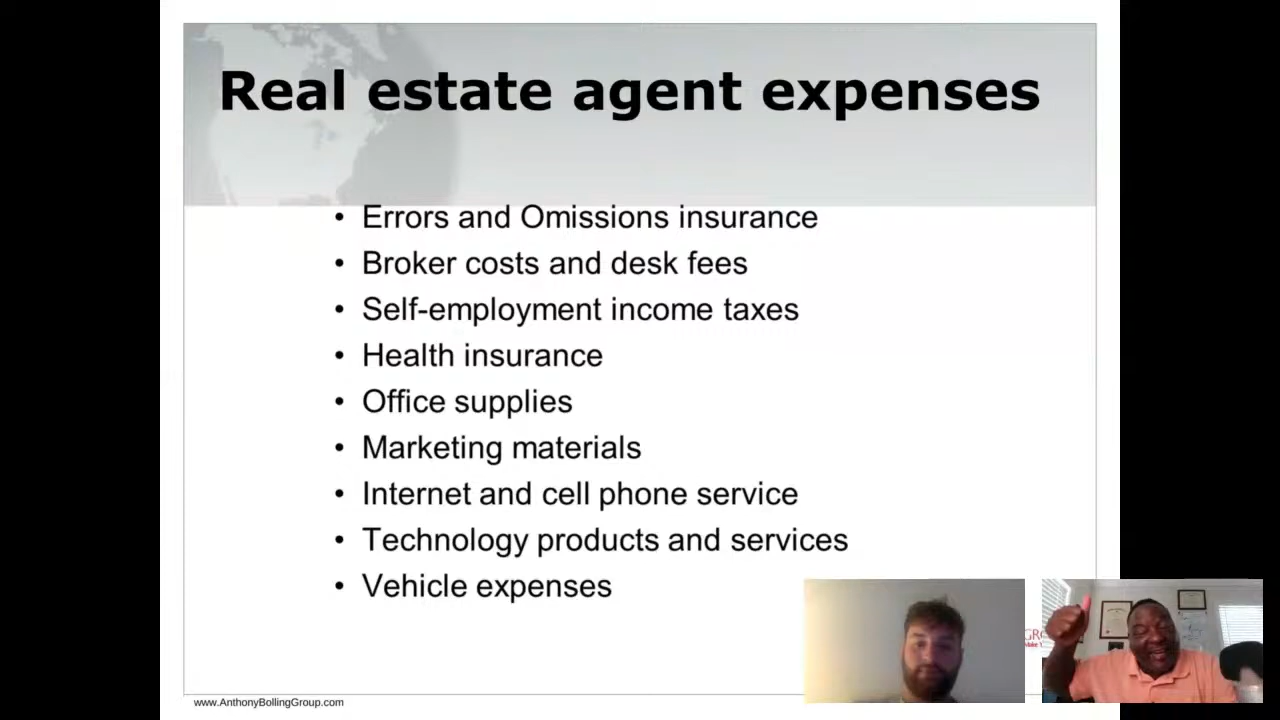 Real estate agent expenses
• Errors and Omissions insurance
• Broker costs and desk fees
• Self-employment income taxes
• Health insurance
• Office supplies
• Marketing materials
• Internet and cell phone service
• Technology products and services
• Vehicle expenses
www.AnthonyBollingGroup.com